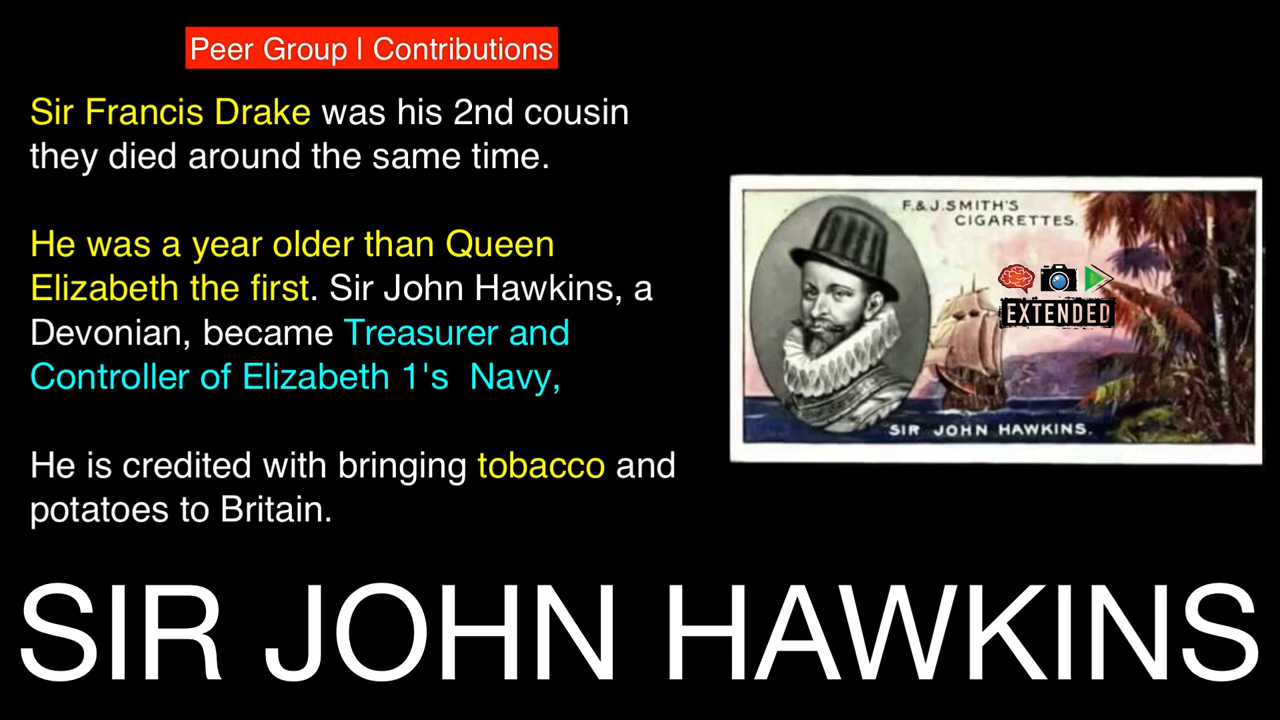 Peer Group | Contributions
Sir Francis Drake was his 2nd cousin
they died around the same time.
He was a year older than Queen
Elizabeth the first. Sir John Hawkins, a
Devonian, became Treasurer and
Controller of Elizabeth 1's  Navy,
He is credited with bringing tobacco and
potatoes to Britain.
F.& J.SMITH'S
CIGARETTES.
EXTENDED
SIR JOHN HAWKINS.
SIR JOHN HAWKINS